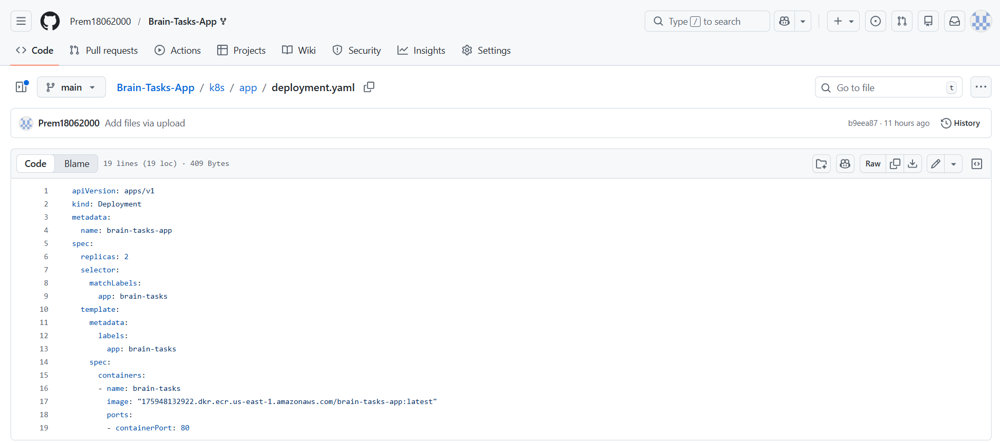 Prem18062000 / Brain-Tasks-App
Type / to search
Code Pull requests Actions Projects Wiki Security Insights Settings
main Brain-Tasks-App / k8s / app / deployment.yaml
Go to file t
Prem18062000 Add files via upload
b9eea87 · 11 hours ago History
Code Blame 19 lines (19 loc) · 409 Bytes
Raw
1 apiVersion: apps/v1
2 kind: Deployment
3 metadata:
4   name: brain-tasks-app
5 spec:
6   replicas: 2
7   selector:
8     matchLabels:
9       app: brain-tasks
10   template:
11     metadata:
12       labels:
13         app: brain-tasks
14     spec:
15       containers:
16       - name: brain-tasks
17         image: "175948132922.dkr.ecr.us-east-1.amazonaws.com/brain-tasks-app:latest"
18         ports:
19         - containerPort: 80